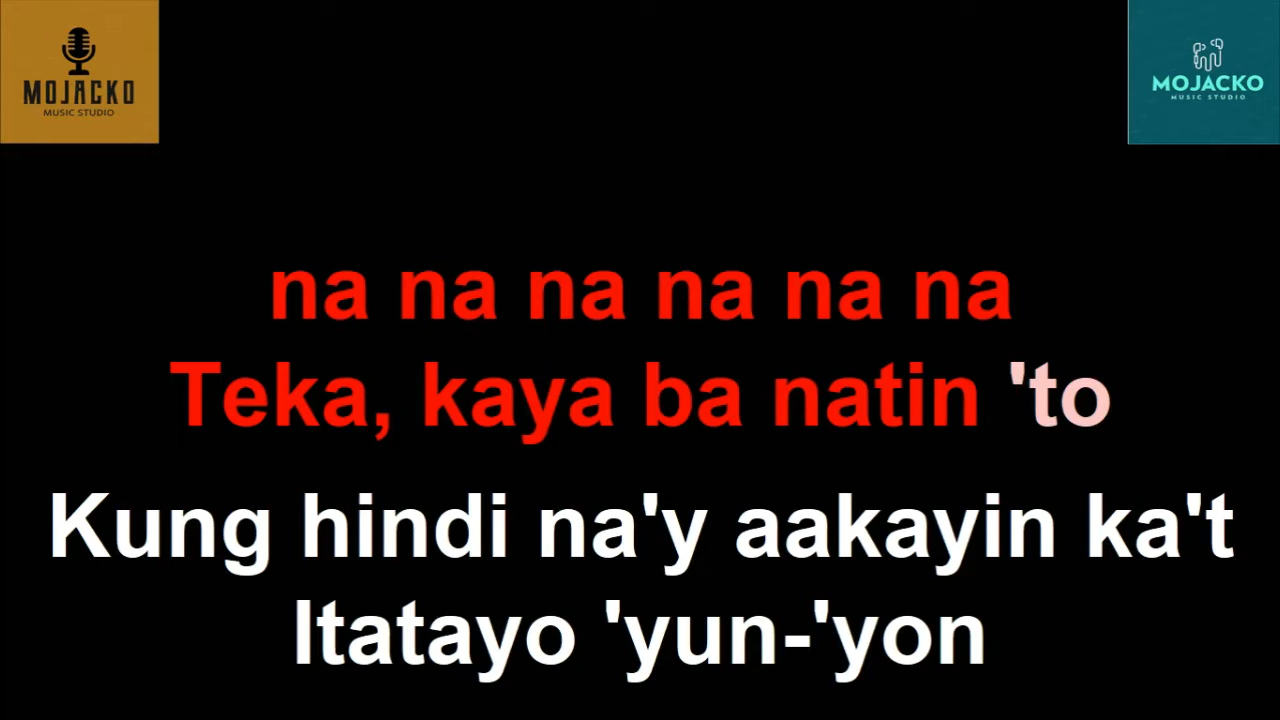 MOJACKO
MUSIC STUDIO
MOJACKO
MUSIC STUDIO
na na na na na na
Teka, kaya ba natin 'to
Kung hindi na'y aakayin ka't
Itatayo 'yun-'yon